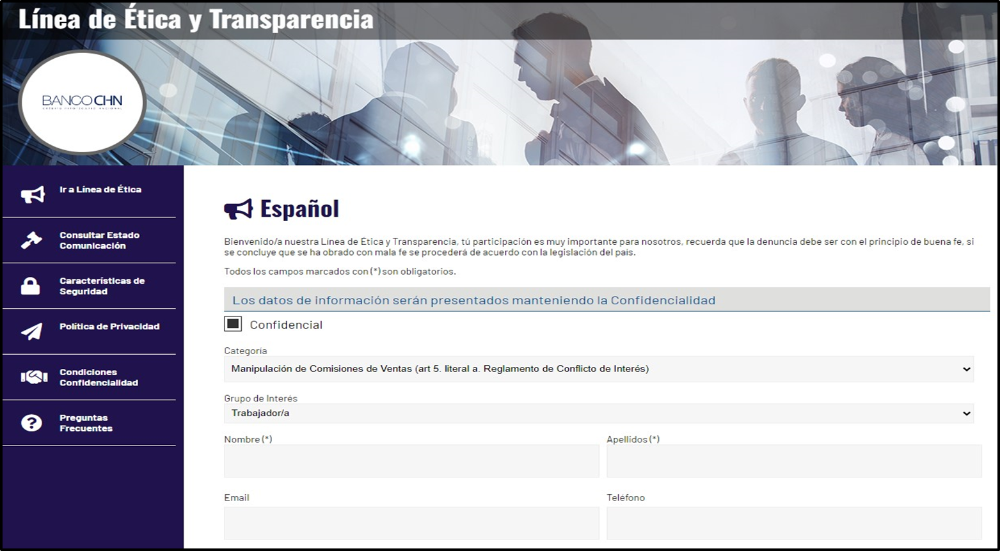 Línea de Ética y Transparencia
BANCO CHN
CRÉDITO HIPOTECARIO NACIONAL
Ir a Línea de Ética
Consultar Estado
Comunicación
Características de
Seguridad
Política de Privacidad
Condiciones
Confidencialidad
Preguntas
Frecuentes
Español
Bienvenido/a nuestra Línea de Ética y Transparencia, tú participación es muy importante para nosotros, recuerda que la denuncia debe ser con el principio de buena fe, si
se concluye que se ha obrado con mala fe se procederá de acuerdo con la legislación del país.
Todos los campos marcados con (*) son obligatorios.
Los datos de información serán presentados manteniendo la Confidencialidad
Confidencial
Categoría
Manipulación de Comisiones de Ventas (art 5. literal a. Reglamento de Conflicto de Interés)
Grupo de Interés
Trabajador/a
Nombre (*)
Apellidos (*)
Email
Teléfono